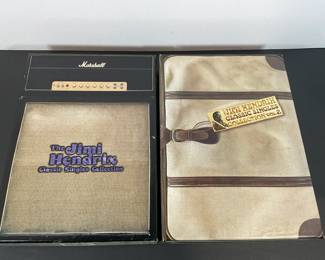 Marshall
The
Jimi
Hendrix
Classic Singles Collection
JIMI HENDRIX
CLASSIC SINGLES
COLLECTION VOL.2